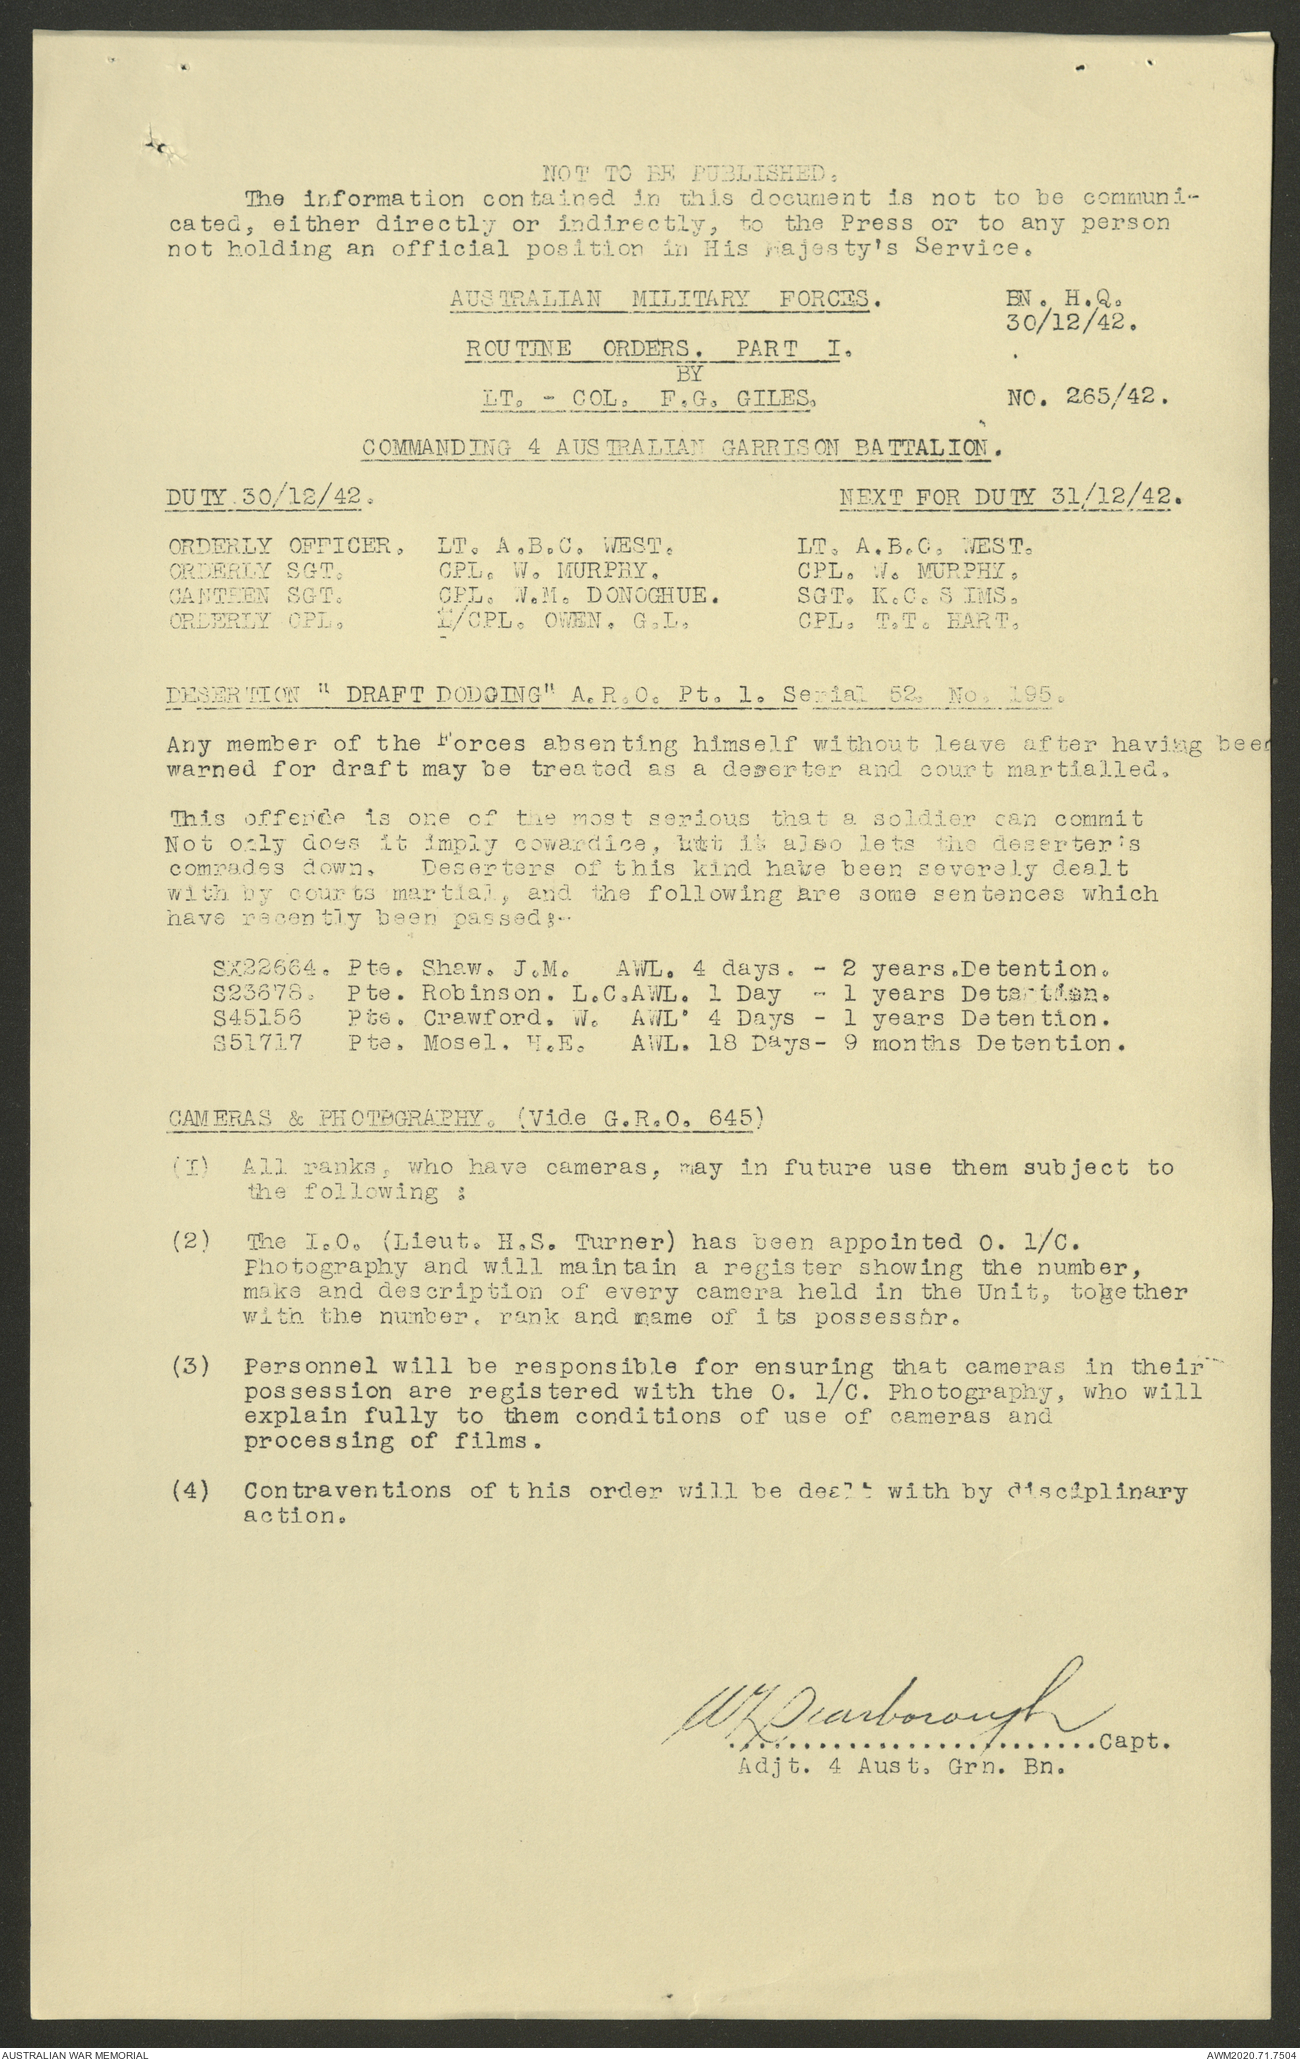 NOT TO BE PUBLISHED.
The information contained in this document is not to be communi-
cated, either directly or indirectly, to the Press or to any person
not holding an official position in His Majesty's Service.
AUSTRALIAN MILITARY FORCES. BN. H.Q.
30/12/42.
ROUTINE ORDERS. PART I.
BY
LT. - COL. F.G. GILES. NO. 265/42.
COMMANDING 4 AUSTRALIAN GARRISON BATTALION.
DUTY 30/12/42. NEXT FOR DUTY 31/12/42.
ORDERLY OFFICER. LT. A.B.C. WEST. LT. A.B.C. WEST.
ORDERLY SGT. CPL. W. MURPHY. CPL. W. MURPHY.
CANTEEN SGT. CPL. W.M. DONOGHUE. SGT. K.C. SIMS.
ORDERLY CPL. L/CPL. OWEN. G.L. CPL. T.T. HART.
DESERTION " DRAFT DODGING" A.R.O. Pt. 1. Serial 52. No. 195.
Any member of the Forces absenting himself without leave after having been
warned for draft may be treated as a deserter and court martialled.
This offence is one of the most serious that a soldier can commit
Not only does it imply cowardice, but it also lets the deserter's
comrades down. Deserters of this kind have been severely dealt
with by courts martial, and the following are some sentences which
have recently been passed:-
SX22664. Pte. Shaw. J.M. AWL. 4 days. - 2 years.Detention.
S23678. Pte. Robinson. L.C.AWL. 1 Day - 1 years Detention.
S45156 Pte. Crawford. W. AWL' 4 Days - 1 years Detention.
S51717 Pte. Mosel. H.E. AWL. 18 Days- 9 months Detention.
CAMERAS & PHOTOGRAPHY. (Vide G.R.O. 645)
(I) All ranks, who have cameras, may in future use them subject to
the following :
(2) The I.O. (Lieut. H.S. Turner) has been appointed O. 1/C.
Photography and will maintain a register showing the number,
make and description of every camera held in the Unit, together
with the number. rank and name of its possessor.
(3) Personnel will be responsible for ensuring that cameras in their
possession are registered with the O. 1/C. Photography, who will
explain fully to them conditions of use of cameras and
processing of films.
(4) Contraventions of this order will be dealt with by disciplinary
action.
.........................Capt.
Adjt. 4 Aust. Grn. Bn.
AUSTRALIAN WAR MEMORIAL AWM2020.71.7504